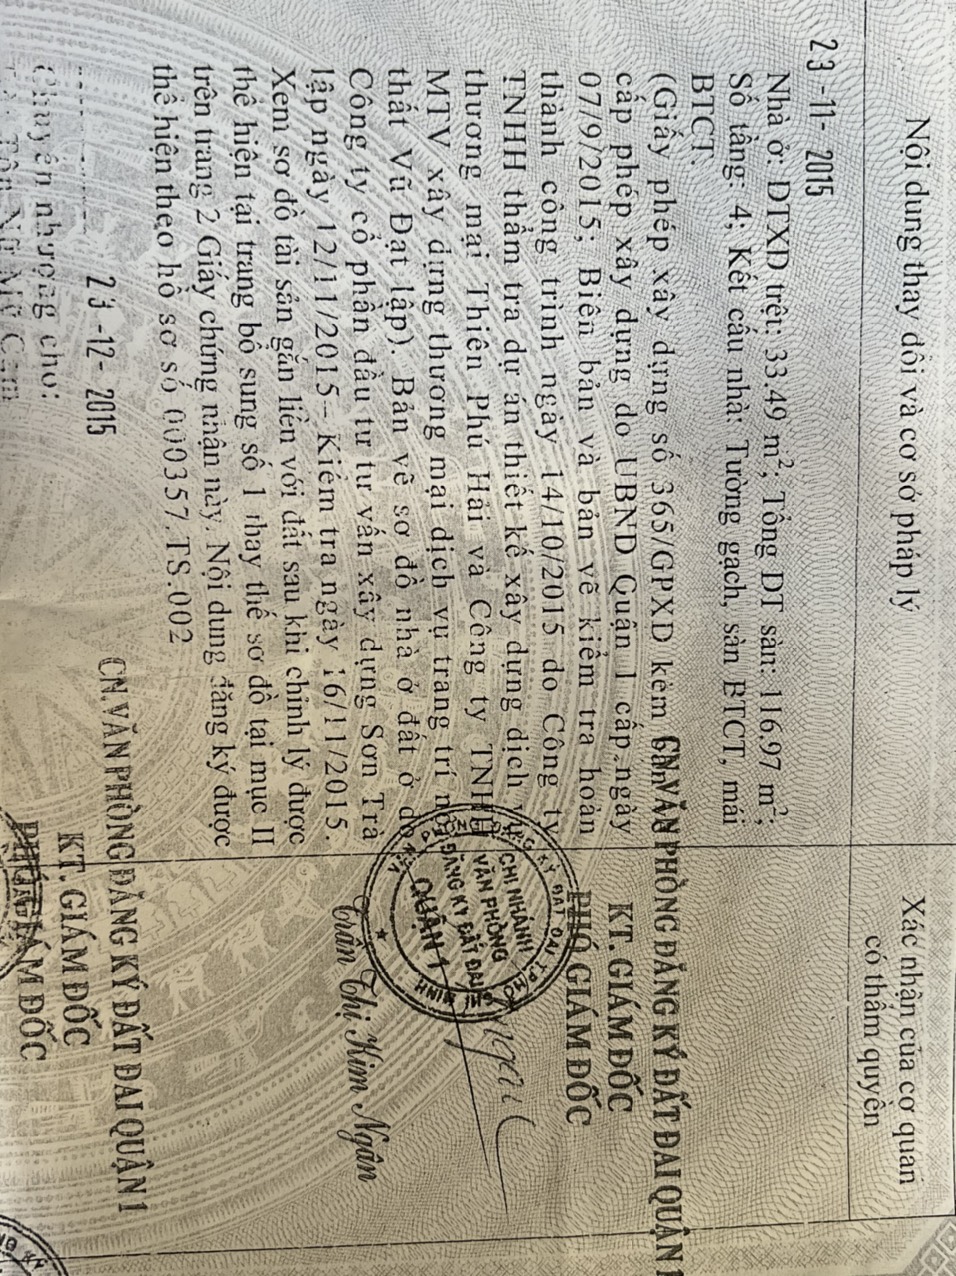 Nội dung thay đổi và cơ sở pháp lý
Xác nhận của cơ quan
có thẩm quyền
23 -11- 2015
Nhà ở: DTXD trệt: 33.49 m²; Tổng DT sàn: 116.97 m²;
Số tầng: 4; Kết cấu nhà: Tường gạch, sàn BTCT, mái
BTCT.
(Giấy phép xây dựng số 365/GPXD kèm
cấp phép xây dựng do UBND Quận 1 cấp ngày
07/9/2015; Biên bản và bản vẽ kiểm tra hoàn
thành công trình ngày 14/10/2015 do Công ty
TNHH thẩm tra dự án thiết kế xây dựng dịch
thương mại Thiên Phú Hải và Công ty TNHH
MTV xây dựng thương mại dịch vụ trang trí nội
thất Vũ Đạt lập). Bản vẽ sơ đồ nhà ở đất ở do
Công ty cổ phần đầu tư tư vấn xây dựng Sơn Trà
lập ngày 12/11/2015 – Kiểm tra ngày 16/11/2015.
Xem sơ đồ tài sản gắn liền với đất sau khi chỉnh lý được
thể hiện tại trang bổ sung số 1 thay thế sơ đồ tại mục II
trên trang 2 Giấy chứng nhận này. Nội dung đăng ký được
thể hiện theo hồ sơ số 000357.TS.002
CN.VĂN PHÒNG ĐĂNG KÝ ĐẤT ĐAI QUẬN 1
KT. GIÁM ĐỐC
PHÓ GIÁM ĐỐC
VĂN PHÒNG ĐĂNG KÝ ĐẤT ĐAI TP.HỒ CHÍ MINH
CHI NHÁNH
VĂN PHÒNG
ĐĂNG KÝ ĐẤT ĐAI
QUẬN 1
Trần Thị Kim Ngân
23 -12- 2015
CN.VĂN PHÒNG ĐĂNG KÝ ĐẤT ĐAI QUẬN 1
KT. GIÁM ĐỐC
PHÓ GIÁM ĐỐC
Chuyển nhượng cho: